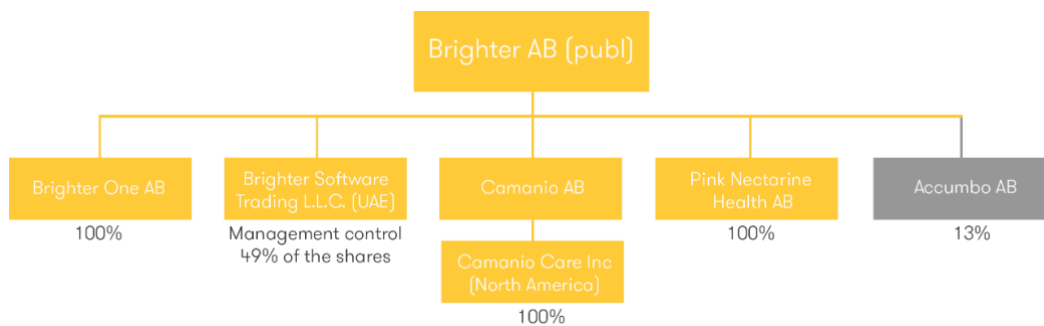 Brighter AB (publ)
Brighter One AB
100%
Brighter Software
Trading L.L.C. (UAE)
Management control
49% of the shares
Camanio AB
Camanio Care Inc
(North America)
100%
Pink Nectarine
Health AB
100%
Accumbo AB
13%